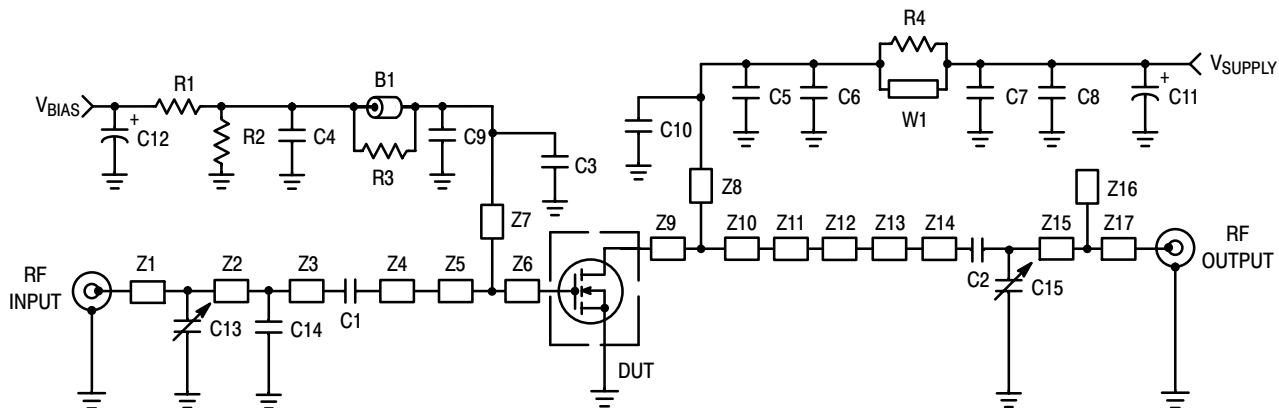 R4
V_SUPPLY
R1
B1
C5
C6
W1
C7
C8
+
C11
V_BIAS
+
C12
R2
C4
R3
C9
C3
C10
Z8
Z16
Z7
Z9
Z10
Z11
Z12
Z13
Z14
Z15
Z17
RF
OUTPUT
RF
INPUT
Z1
Z2
Z3
Z4
Z5
Z6
C2
C15
C13
C14
C1
DUT